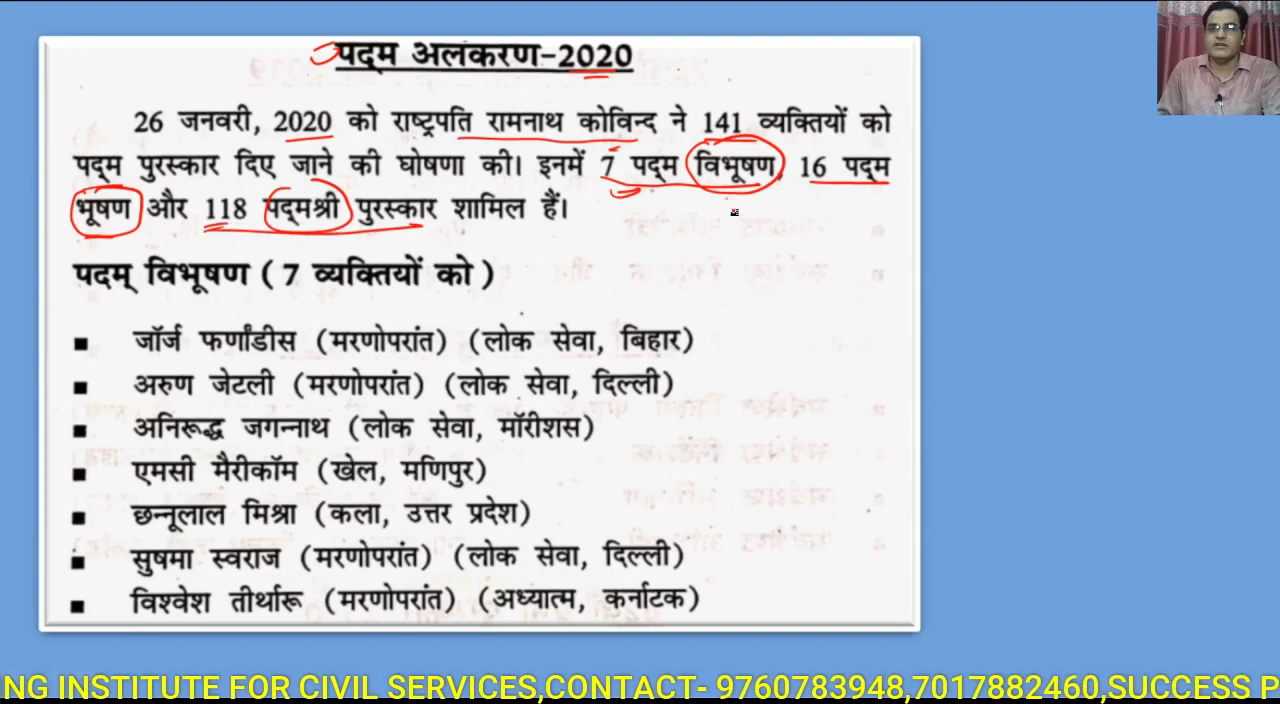 पद्म अलंकरण-2020
26 जनवरी, 2020 को राष्ट्रपति रामनाथ कोविन्द ने 141 व्यक्तियों को
पद्म पुरस्कार दिए जाने की घोषणा की। इनमें 7 पद्म विभूषण, 16 पद्म
भूषण और 118 पद्मश्री पुरस्कार शामिल हैं।
पदम् विभूषण ( 7 व्यक्तियों को )
■ जॉर्ज फर्णांडीस (मरणोपरांत) (लोक सेवा, बिहार)
■ अरुण जेटली (मरणोपरांत) (लोक सेवा, दिल्ली)
■ अनिरूद्ध जगन्नाथ (लोक सेवा, मॉरीशस)
■ एमसी मैरीकॉम (खेल, मणिपुर)
■ छन्नूलाल मिश्रा (कला, उत्तर प्रदेश)
■ सुषमा स्वराज (मरणोपरांत) (लोक सेवा, दिल्ली)
■ विश्वेश तीर्थारू (मरणोपरांत) (अध्यात्म, कर्नाटक)
NG INSTITUTE FOR CIVIL SERVICES,CONTACT- 9760783948,7017882460,SUCCESS P